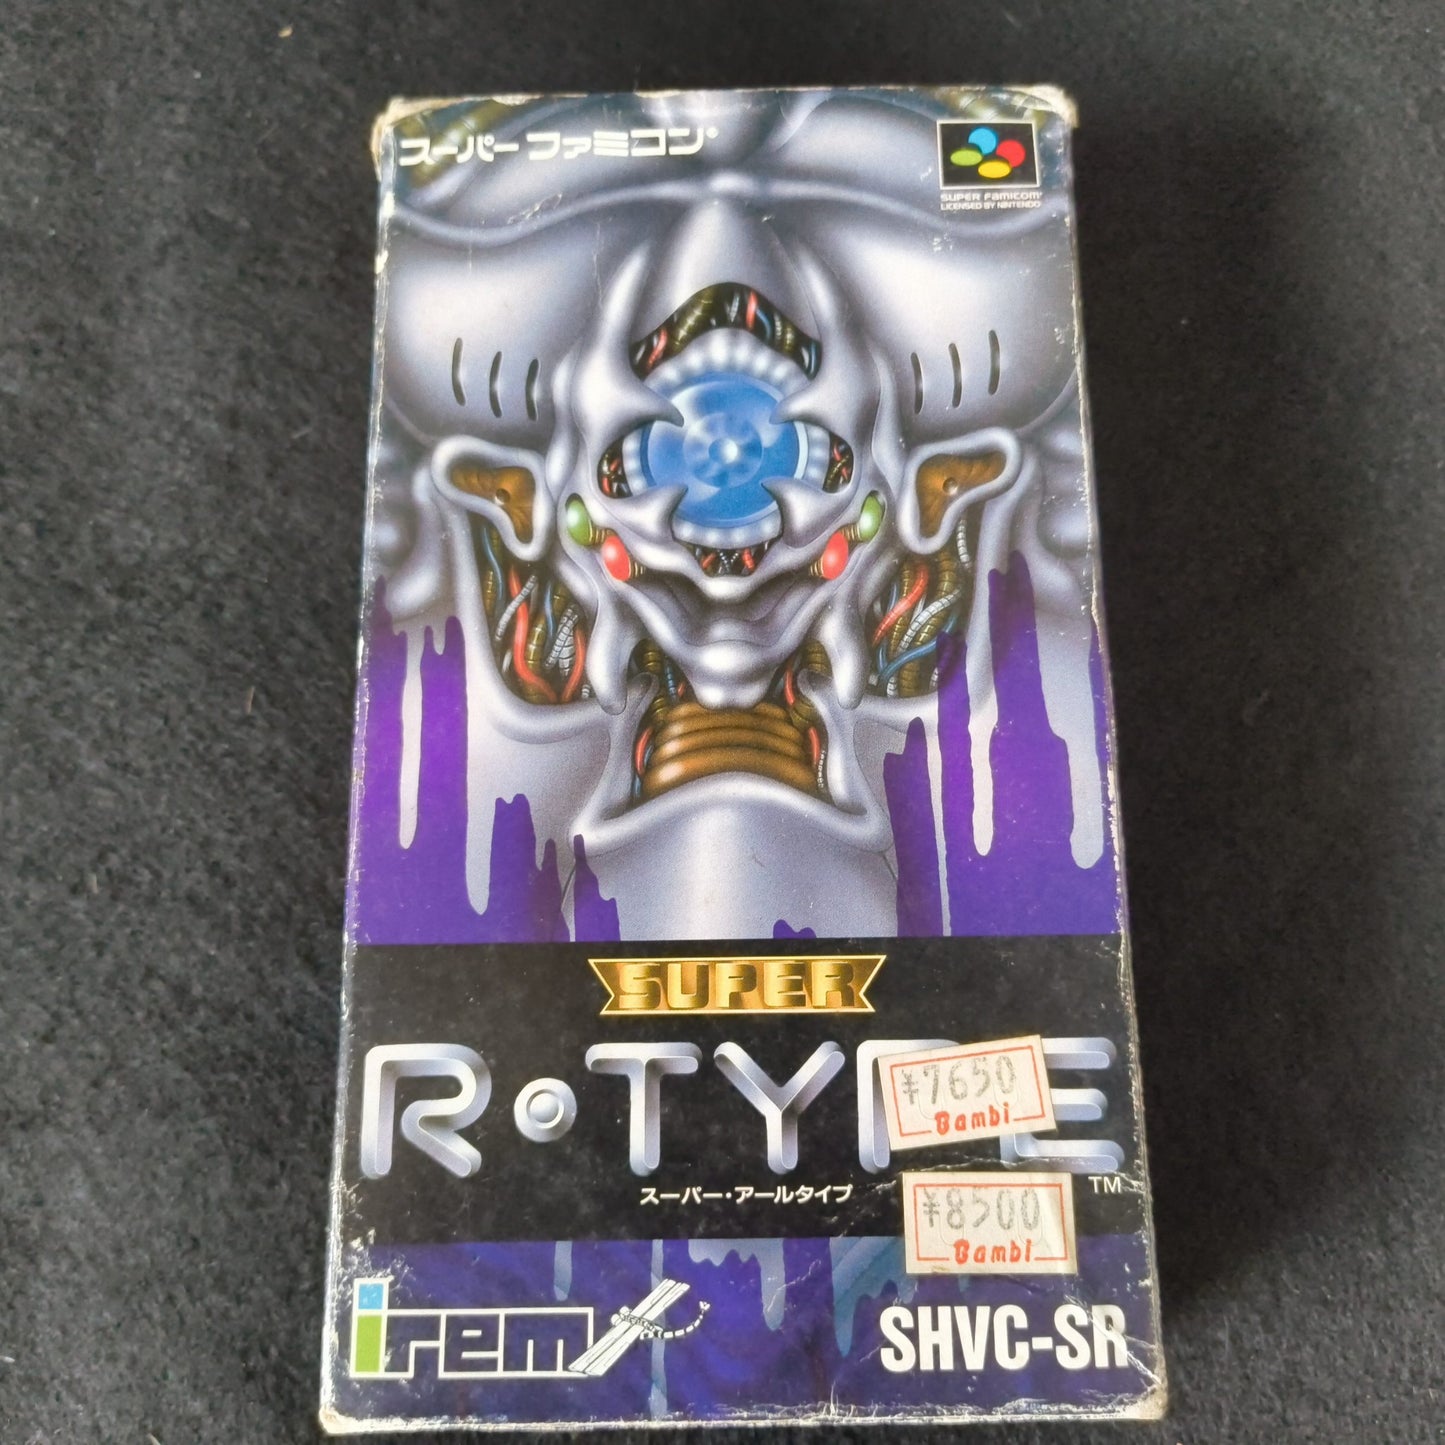 スーパーファミコン
SUPER FAMICOM
LICENSED BY NINTENDO
SUPER
R·TYPE
¥7650
Bambi
スーパー・アールタイプ
TM
¥8500
Bambi
irem
SHVC-SR